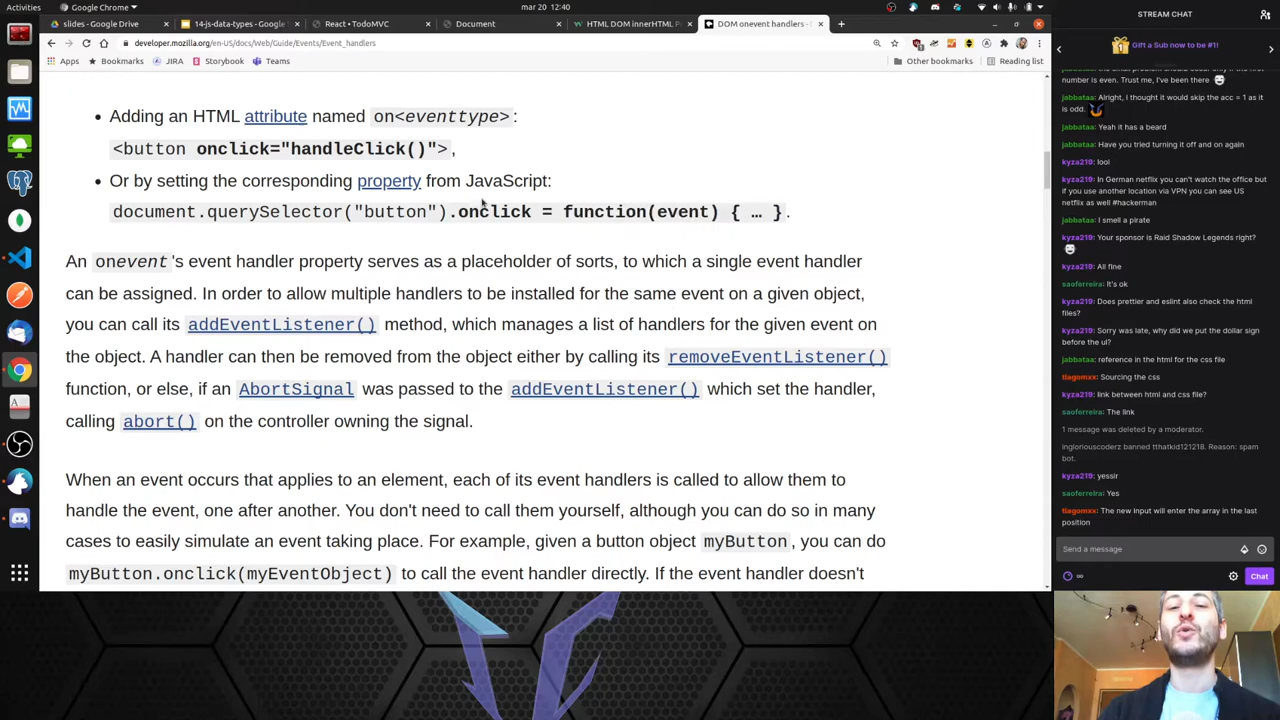 Activities
Google Chrome
mar 20 12:40
slides - Google Drive
14-js-data-types - Google S
React • TodoMVC
Document
HTML DOM innerHTML Pr
DOM onevent handlers -
developer.mozilla.org/en-US/docs/Web/Guide/Events/Event_handlers
Apps
Bookmarks
JIRA
Storybook
Teams
Other bookmarks
Reading list
• Adding an HTML attribute named on<eventtype>:
<button onclick="handleClick()">,
• Or by setting the corresponding property from JavaScript:
document.querySelector("button").onclick = function(event) { … }.
An onevent's event handler property serves as a placeholder of sorts, to which a single event handler
can be assigned. In order to allow multiple handlers to be installed for the same event on a given object,
you can call its addEventListener() method, which manages a list of handlers for the given event on
the object. A handler can then be removed from the object either by calling its removeEventListener()
function, or else, if an AbortSignal was passed to the addEventListener() which set the handler,
calling abort() on the controller owning the signal.
When an event occurs that applies to an element, each of its event handlers is called to allow them to
handle the event, one after another. You don't need to call them yourself, although you can do so in many
cases to easily simulate an event taking place. For example, given a button object myButton, you can do
myButton.onclick(myEventObject) to call the event handler directly. If the event handler doesn't
STREAM CHAT
Gift a Sub now to be #1!
number is even. Trust me, I've been there
jabbataa: Alright, I thought it would skip the acc = 1 as it
is odd.
jabbataa: Yeah it has a beard
jabbataa: Have you tried turning it off and on again
kyza219: lool
kyza219: In German netflix you can't watch the office but
if you use another location via VPN you can see US
netflix as well #hackerman
jabbataa: I smell a pirate
kyza219: Your sponsor is Raid Shadow Legends right?
kyza219: All fine
saoferreira: It's ok
kyza219: Does prettier and eslint also check the html
files?
kyza219: Sorry was late, why did we put the dollar sign
before the ul?
jabbataa: reference in the html for the css file
tiagomxx: Sourcing the css
kyza219: link between html and css file?
saoferreira: The link
1 message was deleted by a moderator.
ingloriouscoderz banned tthatkid121218. Reason: spam
bot.
kyza219: yessir
saoferreira: Yes
tiagomxx: The new input will enter the array in the last
position
Send a message
Chat